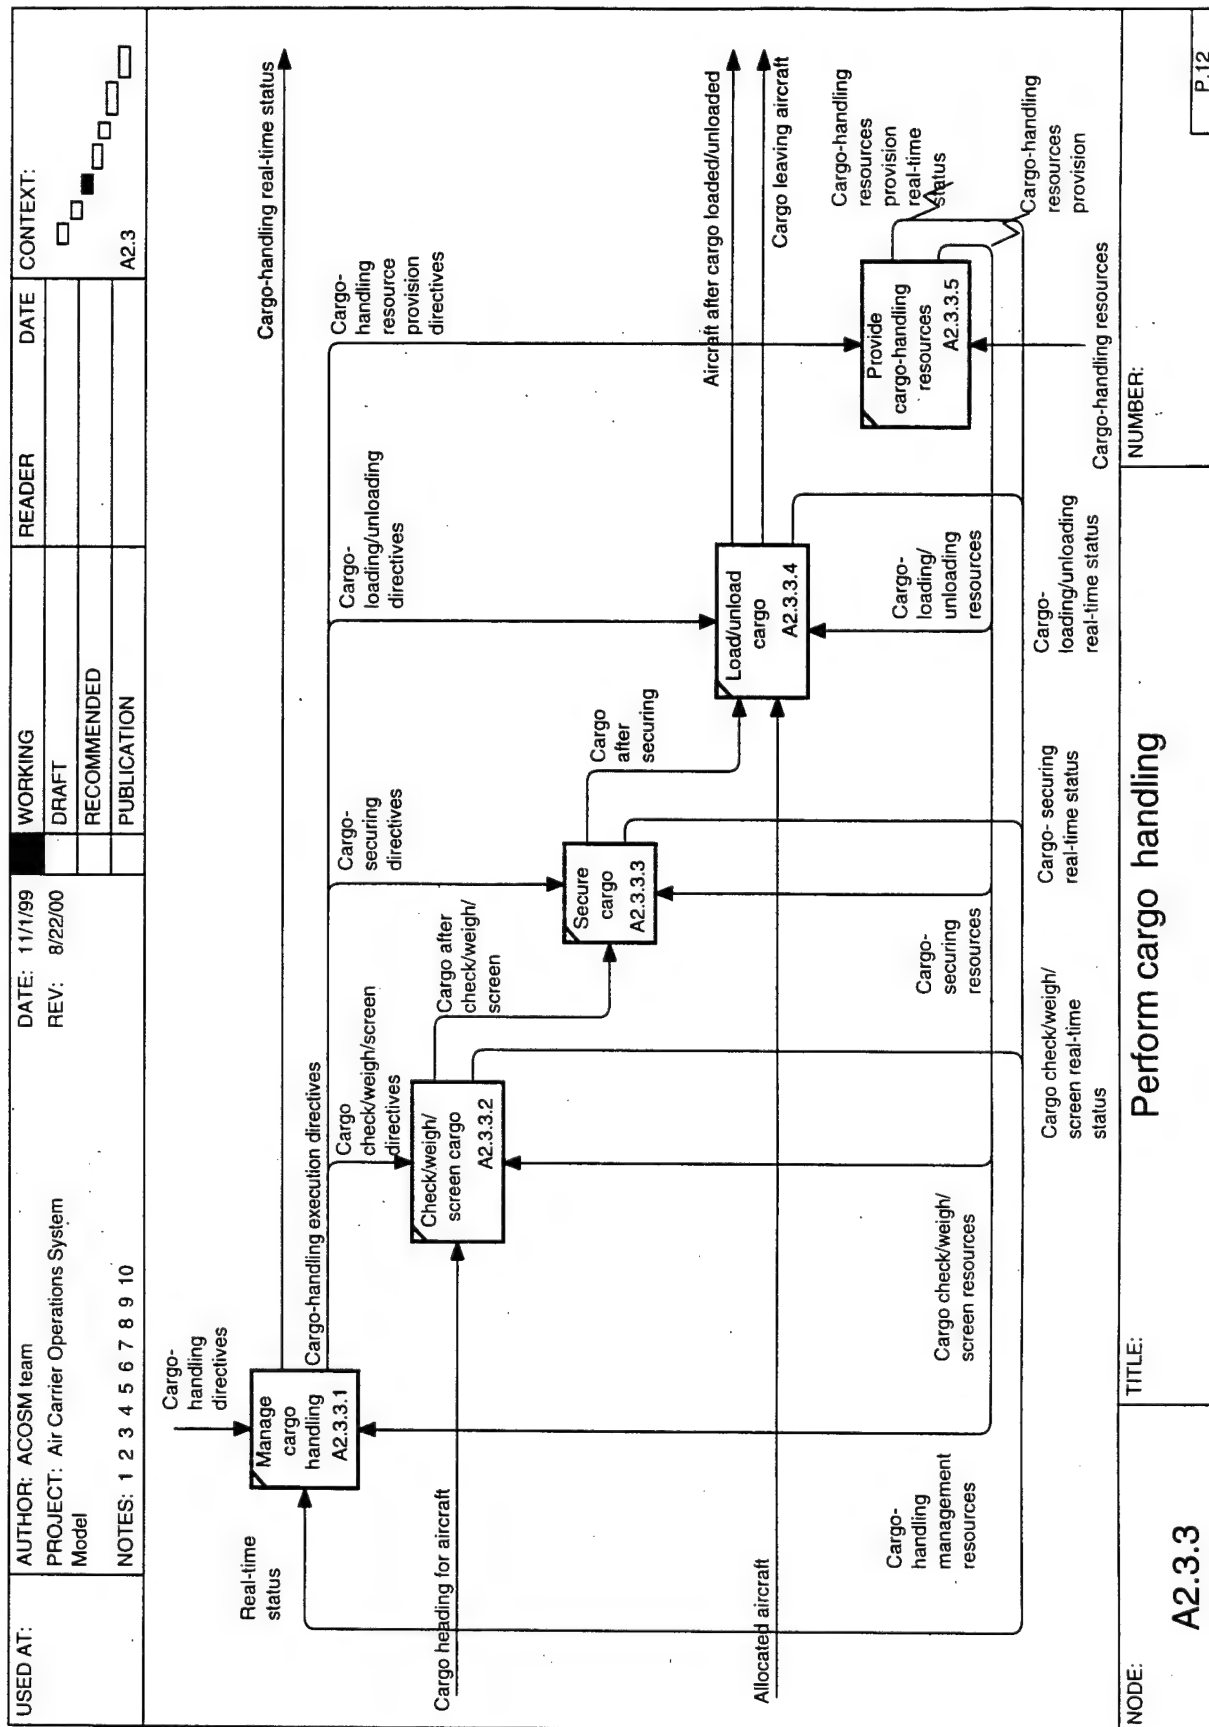 USED AT:
AUTHOR: ACOSM team
PROJECT: Air Carrier Operations System
Model
NOTES: 1 2 3 4 5 6 7 8 9 10
DATE: 11/1/99
REV: 8/22/00
WORKING
DRAFT
RECOMMENDED
PUBLICATION
READER
DATE
CONTEXT:
A2.3
Cargo-
handling
directives
Real-time
status
Manage
cargo
handling
A2.3.3.1
Cargo-handling real-time status
Cargo-handling execution directives
Cargo
check/weigh/screen
directives
Cargo-
securing
directives
Cargo-
loading/unloading
directives
Cargo-
handling
resource
provision
directives
Cargo heading for aircraft
Check/weigh/
screen cargo
A2.3.3.2
Cargo after
check/weigh/
screen
Secure
cargo
A2.3.3.3
Cargo
after
securing
Allocated aircraft
Load/unload
cargo
A2.3.3.4
Aircraft after cargo loaded/unloaded
Cargo leaving aircraft
Provide
cargo-handling
resources
A2.3.3.5
Cargo-handling
resources
provision
real-time
status
Cargo-handling
resources
provision
Cargo-
handling
management
resources
Cargo check/weigh/
screen resources
Cargo-
securing
resources
Cargo-
loading/
unloading
resources
Cargo check/weigh/
screen real-time
status
Cargo- securing
real-time status
Cargo-
loading/unloading
real-time status
Cargo-handling resources
NODE:
A2.3.3
TITLE:
Perform cargo handling
NUMBER:
P.12